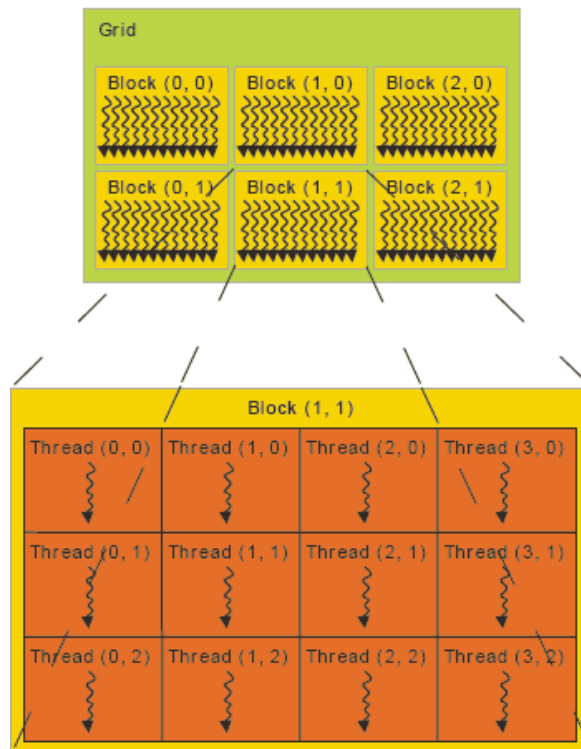 Grid
Block (0, 0) Block (1, 0) Block (2, 0)
Block (0, 1) Block (1, 1) Block (2, 1)
Block (1, 1)
Thread (0, 0) Thread (1, 0) Thread (2, 0) Thread (3, 0)
Thread (0, 1) Thread (1, 1) Thread (2, 1) Thread (3, 1)
Thread (0, 2) Thread (1, 2) Thread (2, 2) Thread (3, 2)